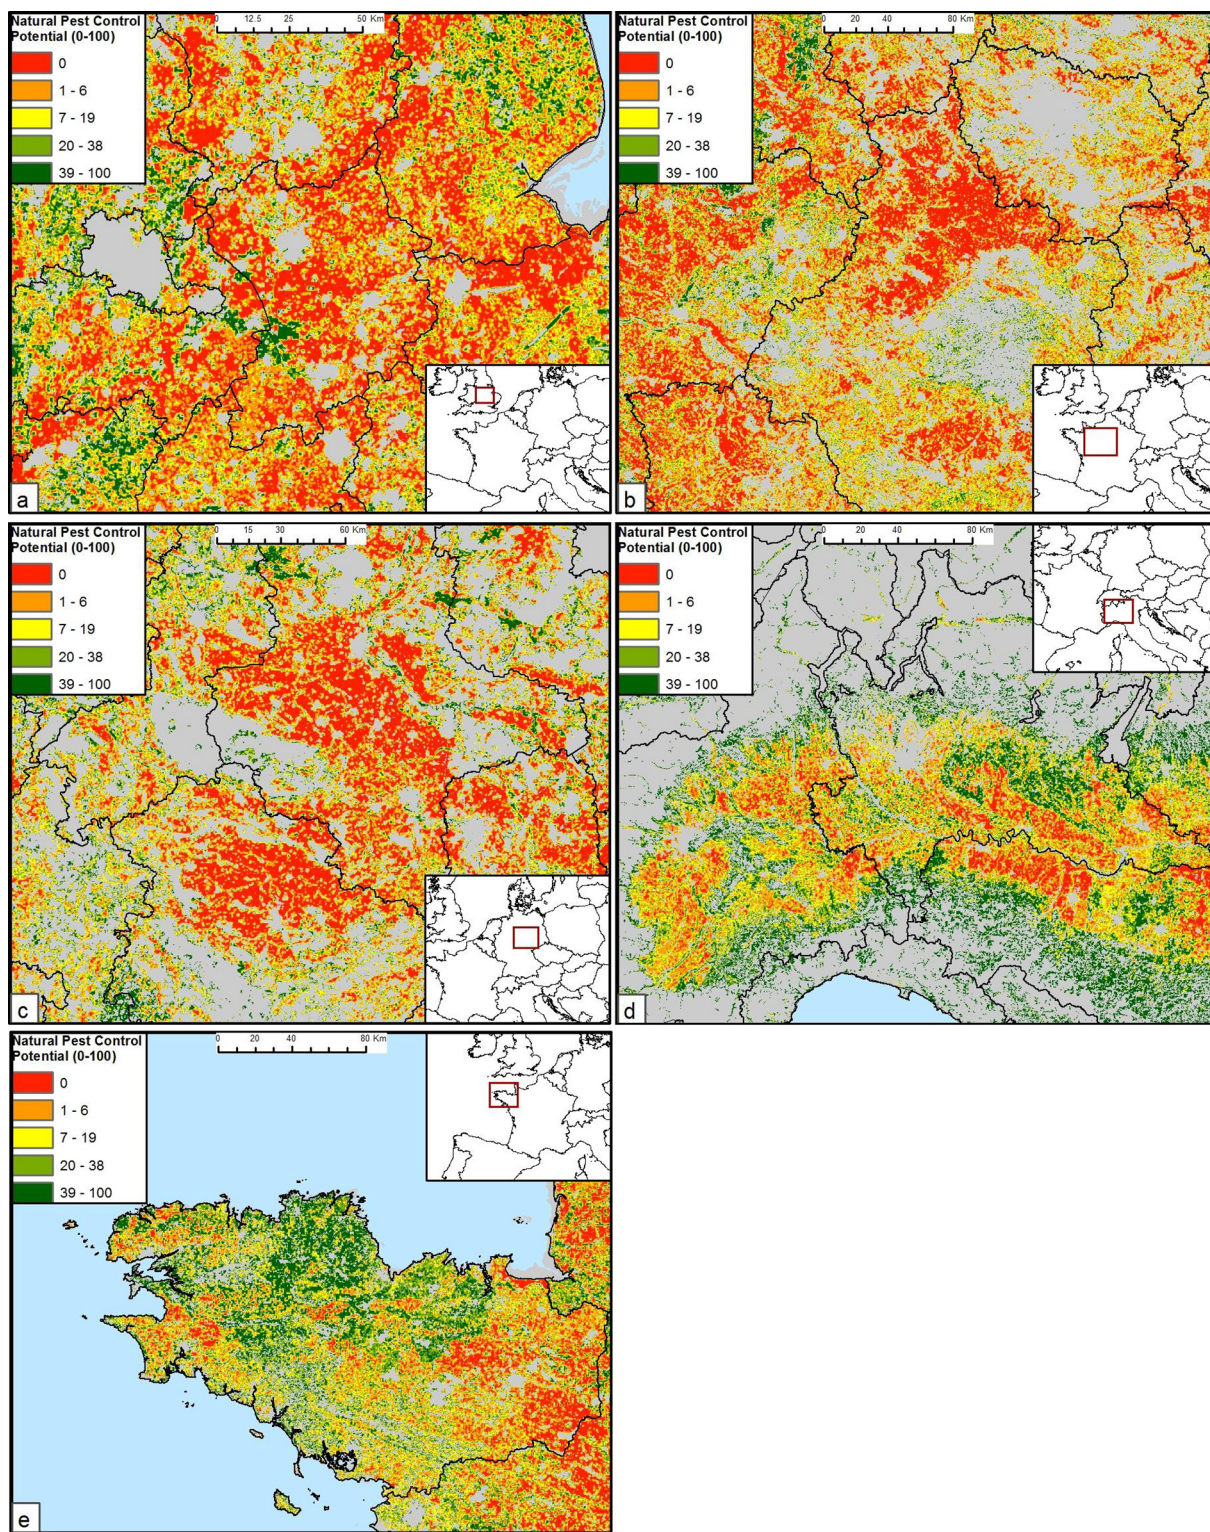 Natural Pest Control
Potential (0-100)
0
1 - 6
7 - 19
20 - 38
39 - 100
0 12.5 25 50 Km
a
Natural Pest Control
Potential (0-100)
0
1 - 6
7 - 19
20 - 38
39 - 100
0 20 40 80 Km
b
Natural Pest Control
Potential (0-100)
0
1 - 6
7 - 19
20 - 38
39 - 100
0 15 30 60 Km
c
Natural Pest Control
Potential (0-100)
0
1 - 6
7 - 19
20 - 38
39 - 100
0 20 40 80 Km
d
Natural Pest Control
Potential (0-100)
0
1 - 6
7 - 19
20 - 38
39 - 100
0 20 40 80 Km
e